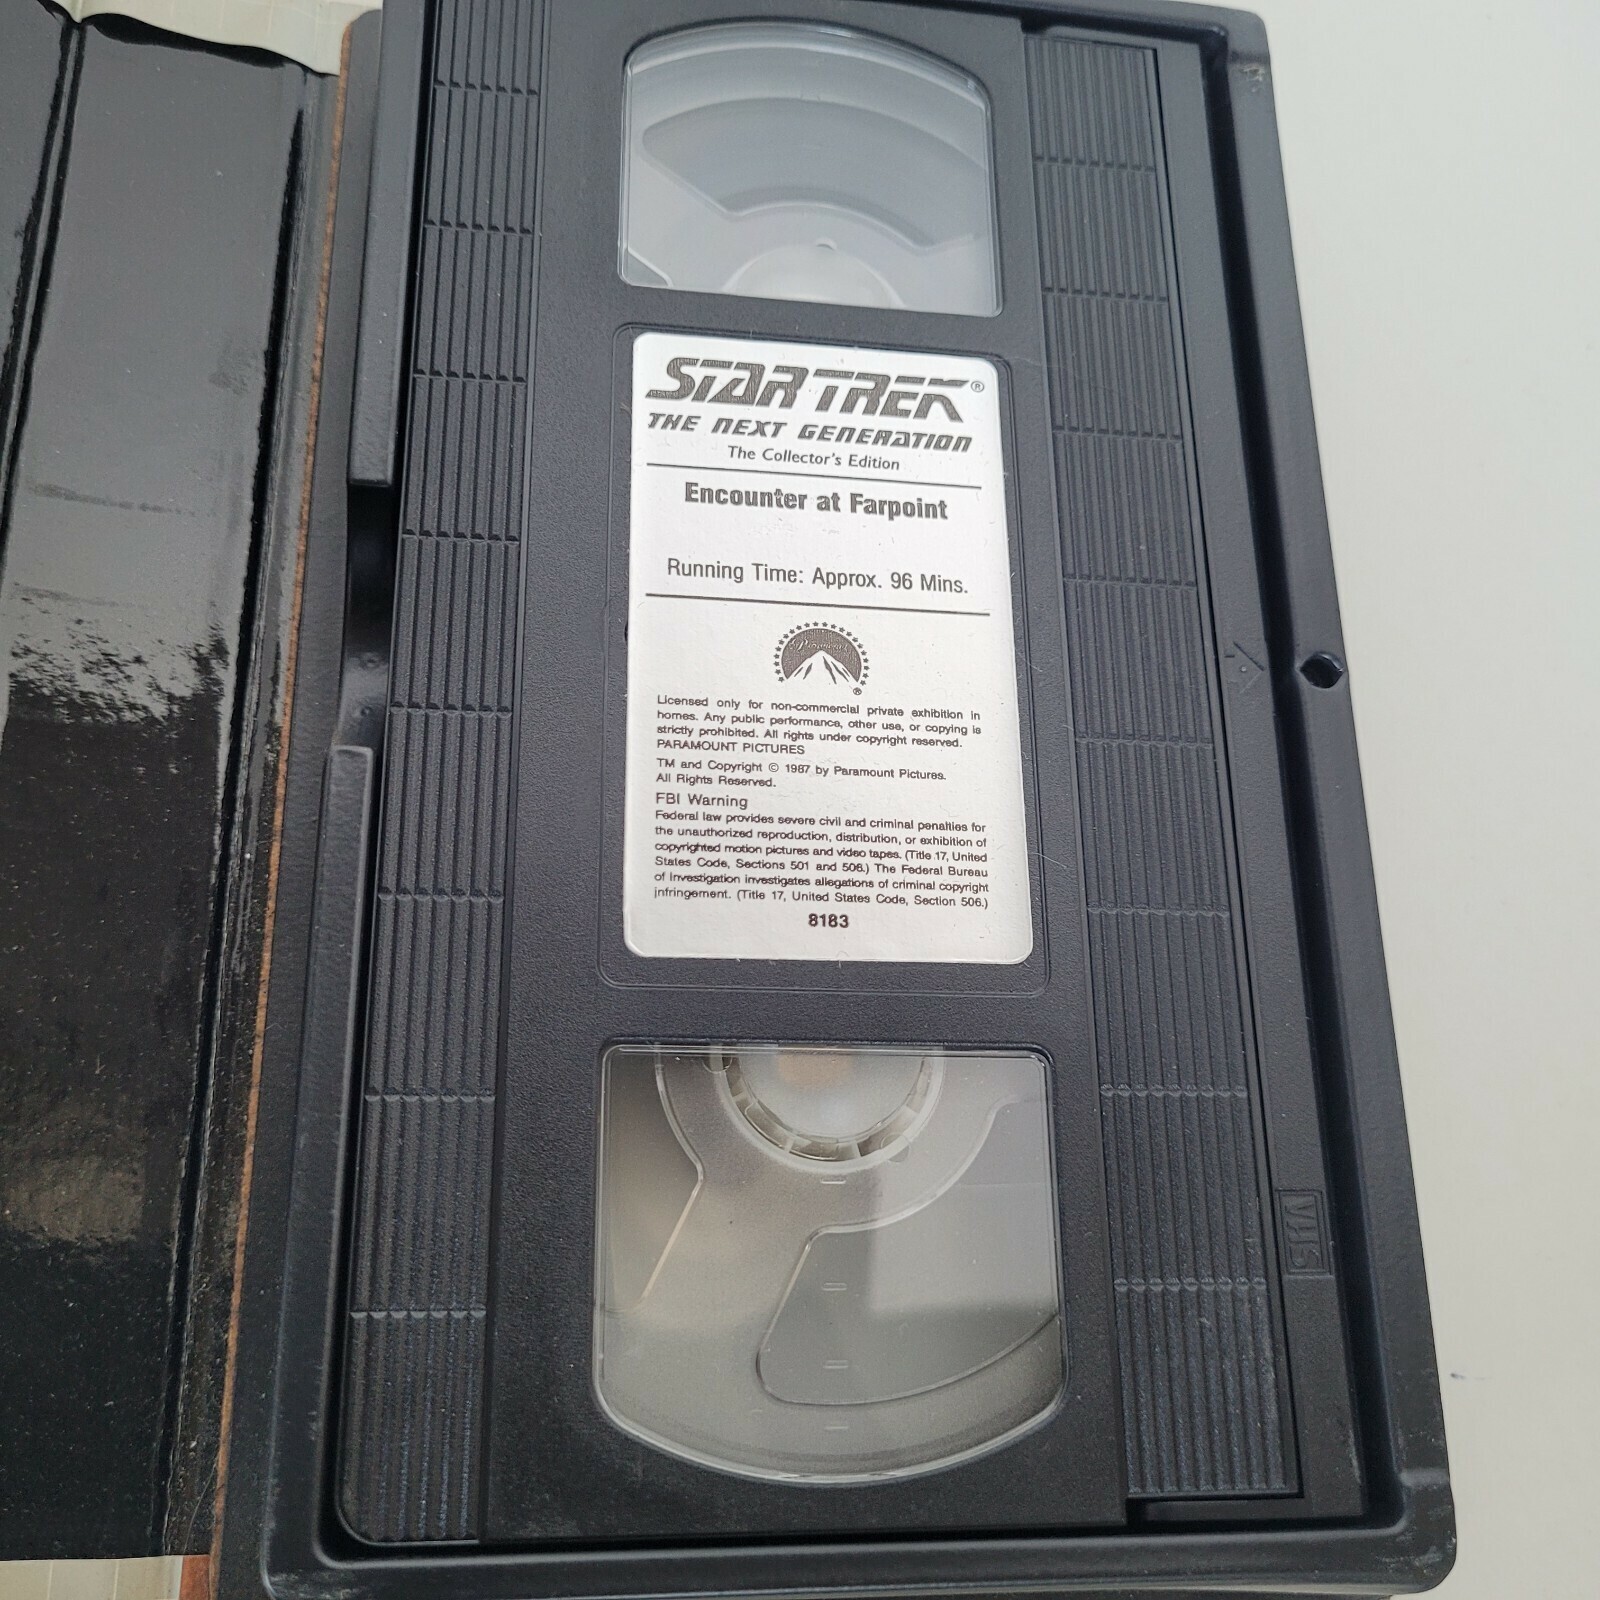 STAR TREK®
THE NEXT GENERATION
The Collector's Edition
Encounter at Farpoint
Running Time: Approx. 96 Mins.
Paramount
®
Licensed only for non-commercial private exhibition in
homes. Any public performance, other use, or copying is
strictly prohibited. All rights under copyright reserved.
PARAMOUNT PICTURES
TM and Copyright © 1987 by Paramount Pictures.
All Rights Reserved.
FBI Warning
Federal law provides severe civil and criminal penalties for
the unauthorized reproduction, distribution, or exhibition of
copyrighted motion pictures and video tapes. (Title 17, United
States Code, Sections 501 and 506.) The Federal Bureau
of Investigation investigates allegations of criminal copyright
infringement. (Title 17, United States Code, Section 506.)
8183
VHS